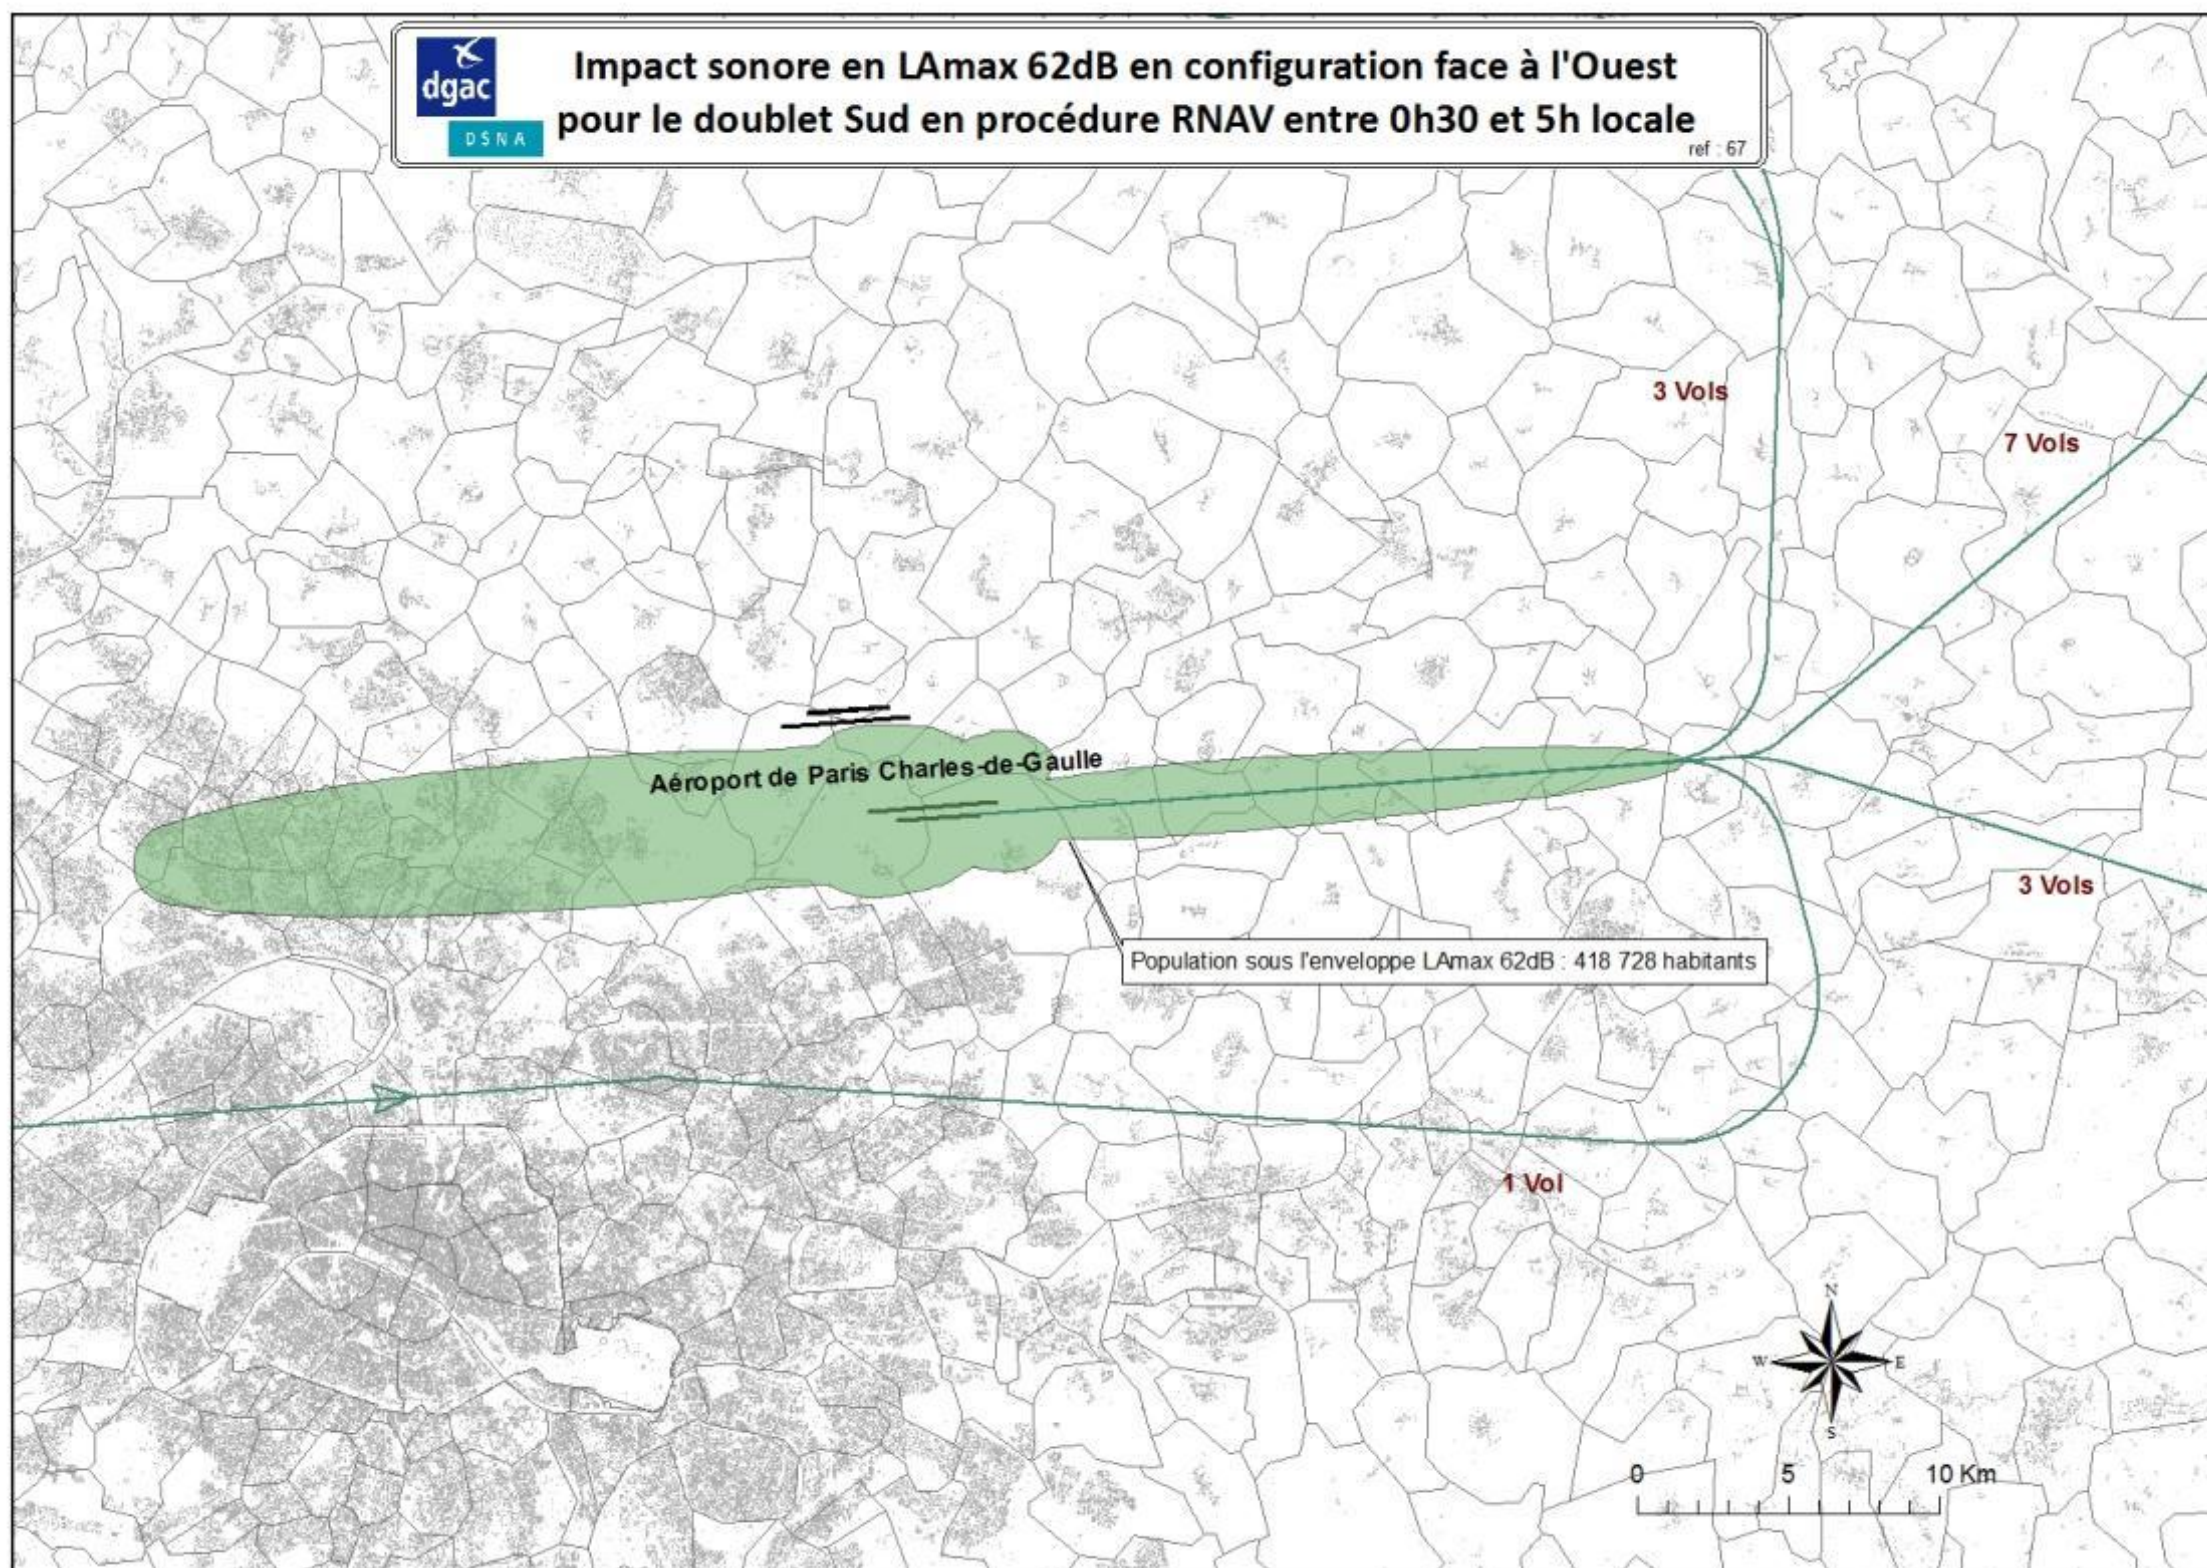 dgac
DSNA
Impact sonore en LAmax 62dB en configuration face à l'Ouest
pour le doublet Sud en procédure RNAV entre 0h30 et 5h locale
ref : 67
3 Vols
7 Vols
Aéroport de Paris Charles-de-Gaulle
3 Vols
Population sous l'enveloppe LAmax 62dB : 418 728 habitants
1 Vol
N
W E
S
0 5 10 Km